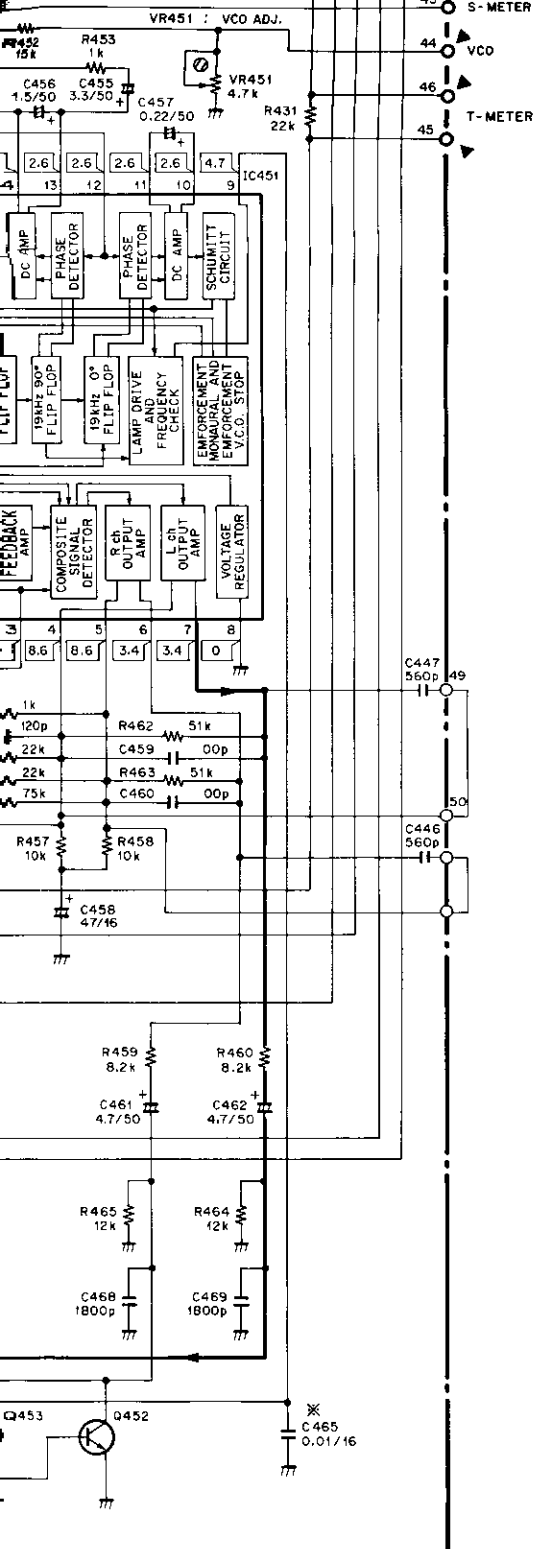 S-METER
VR451 : VCO ADJ.
R452
15k
R453
1k
44
VCO
C456
1.5/50
+
C455
3.3/50
+
VR451
4.7k
46
C457
0.22/50
+
R431
22k
T-METER
45
2.6
2.6
2.6
2.6
4.7
IC451
13
12
11
10
9
DC AMP
PHASE
DETECTOR
PHASE
DETECTOR
DC AMP
SCHUMITT
CIRCUIT
FLIP FLOP
19kHz 90°
FLIP FLOP
19kHz 0°
FLIP FLOP
LAMP DRIVE
AND
FREQUENCY
CHECK
EMFORCEMENT
MONAURAL AND
EMFORCEMENT
V.C.O. STOP
FEEDBACK
AMP
COMPOSITE
SIGNAL
DETECTOR
R ch
OUTPUT
AMP
L ch
OUTPUT
AMP
VOLTAGE
REGULATOR
3
4
5
6
7
8
8.6
8.6
3.4
3.4
0
C447
560p
49
1k
120p
R462
51k
22k
C459
00p
22k
R463
51k
75k
C460
00p
50
C446
560p
R457
10k
R458
10k
+
C458
47/16
R459
8.2k
R460
8.2k
+
C461
4.7/50
+
C462
4.7/50
R465
12k
R464
12k
C468
1800p
C469
1800p
Q453
Q452
※
C465
0.01/16